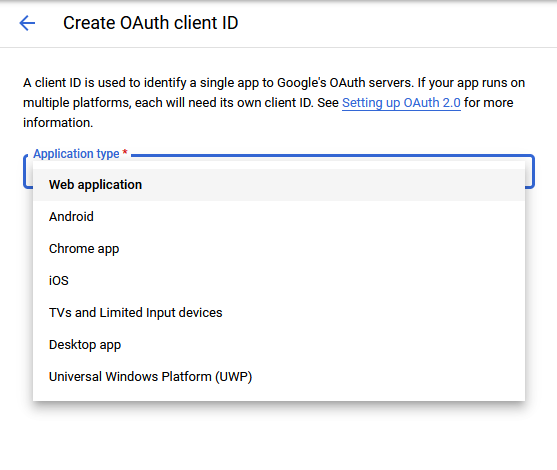 Create OAuth client ID
A client ID is used to identify a single app to Google's OAuth servers. If your app runs on
multiple platforms, each will need its own client ID. See Setting up OAuth 2.0 for more
information.
Application type *
Web application
Android
Chrome app
iOS
TVs and Limited Input devices
Desktop app
Universal Windows Platform (UWP)